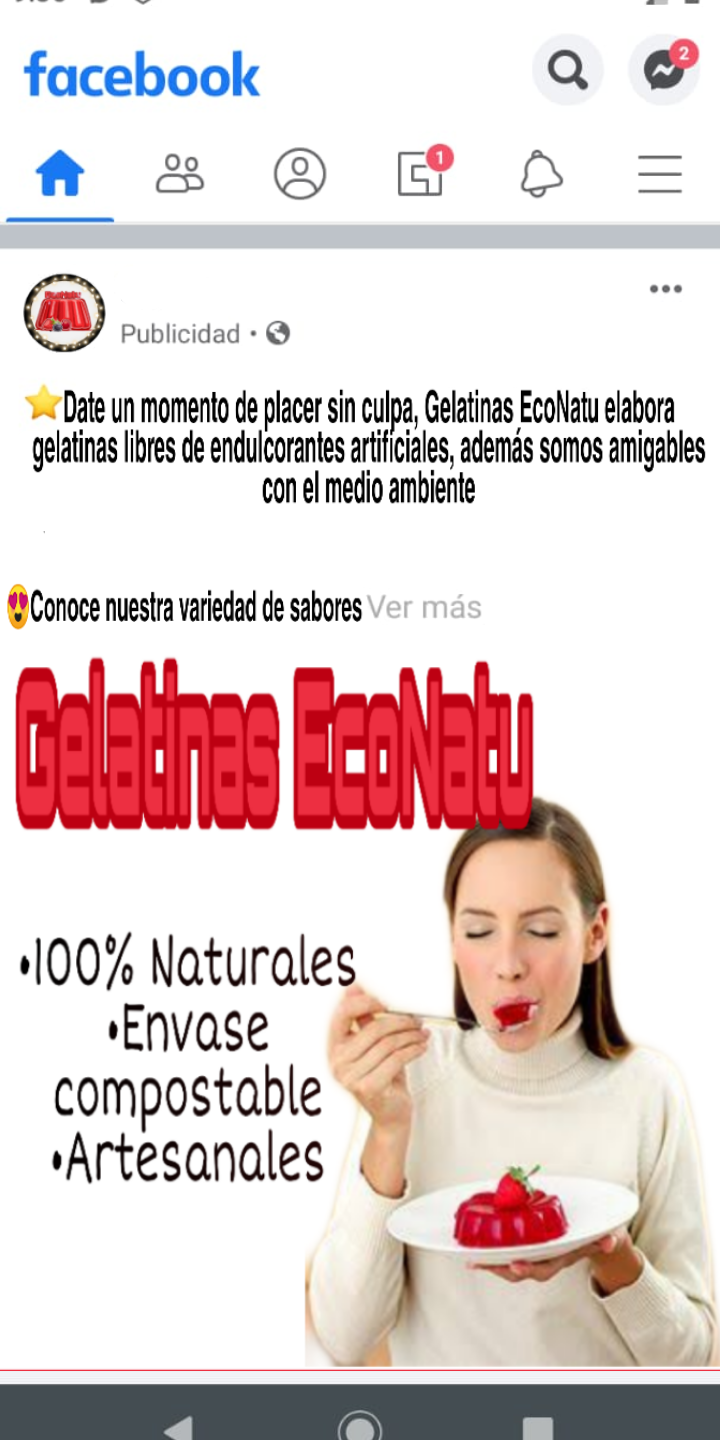 facebook
2
1
Publicidad •
⭐Date un momento de placer sin culpa, Gelatinas EcoNatu elabora
gelatinas libres de endulcorantes artificiales, además somos amigables
con el medio ambiente
😍Conoce nuestra variedad de sabores Ver más
Gelatinas EcoNatu
•100% Naturales
•Envase
compostable
•Artesanales